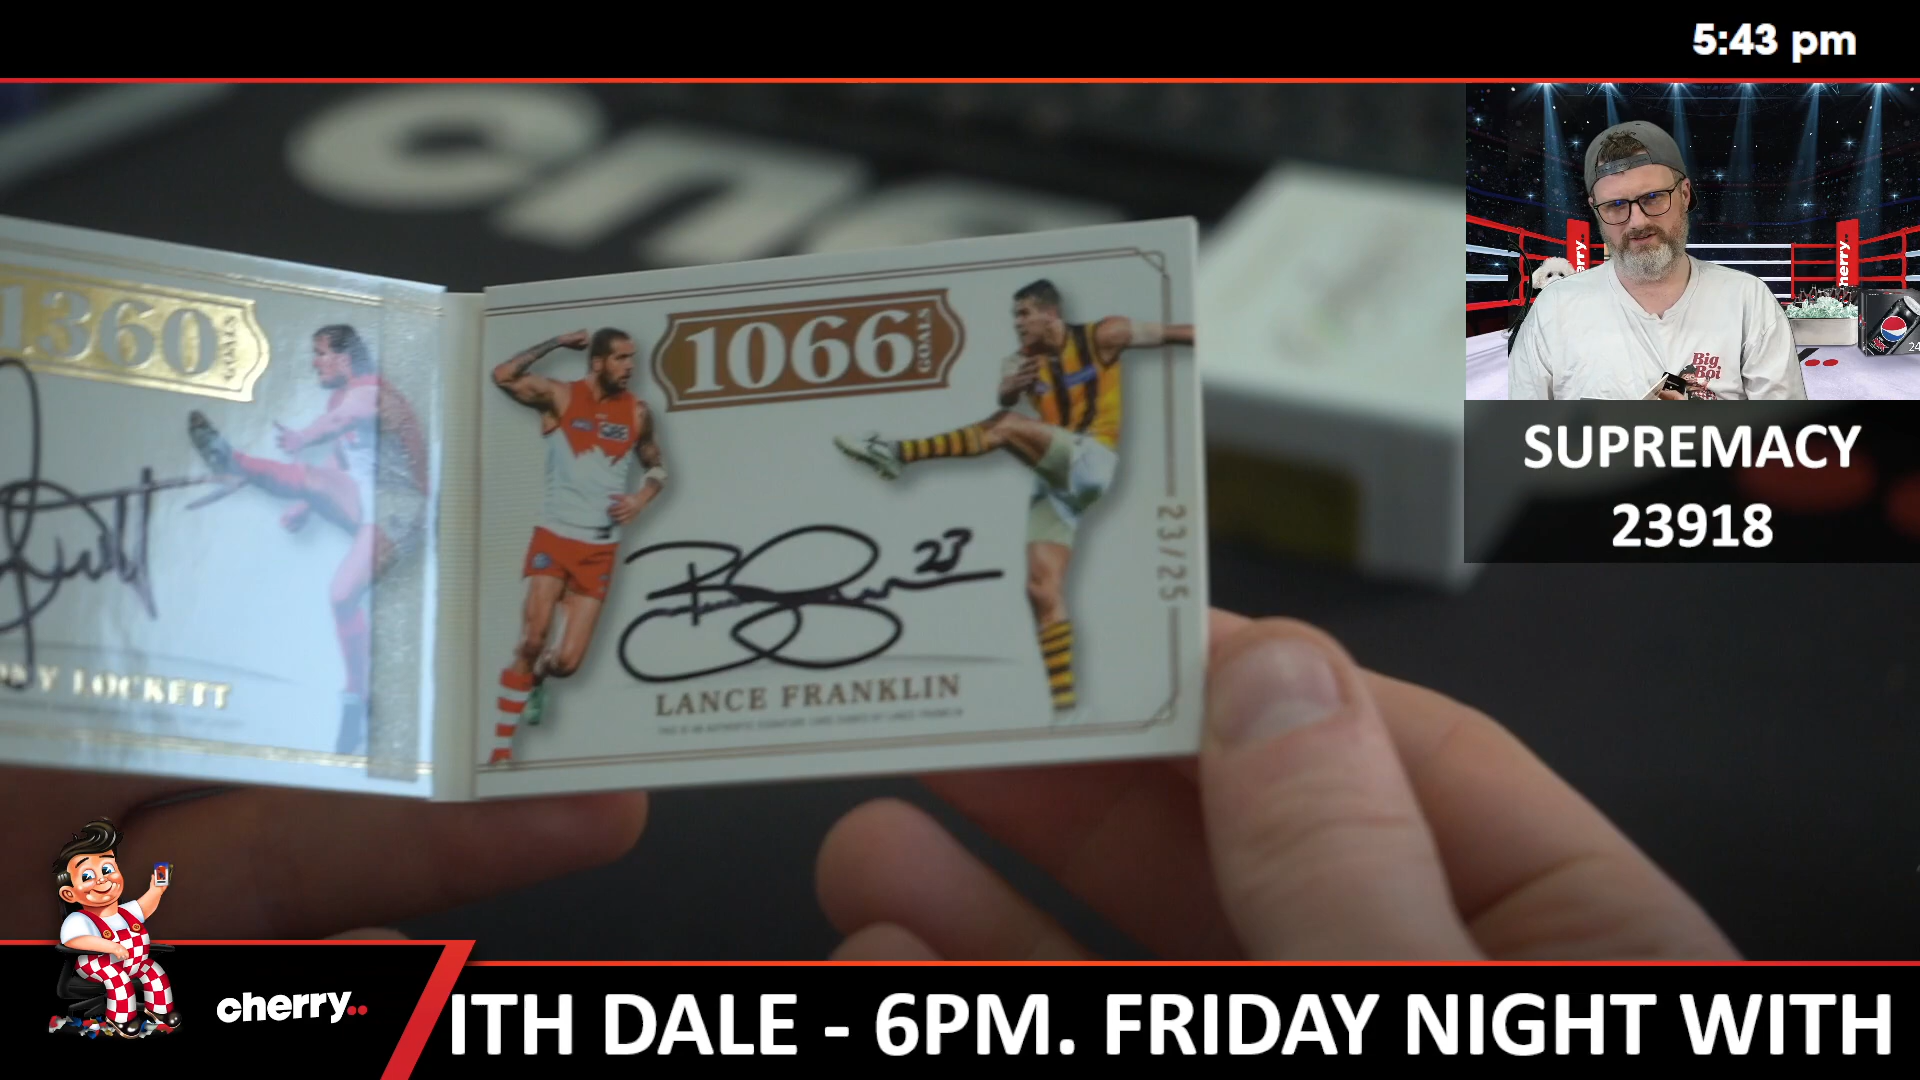 5:43 pm
1360
GOALS
LOCKETT
1066
GOALS
23
23/25
LANCE FRANKLIN
Big
Boi
SUPREMACY
23918
cherry..
ITH DALE - 6PM. FRIDAY NIGHT WITH